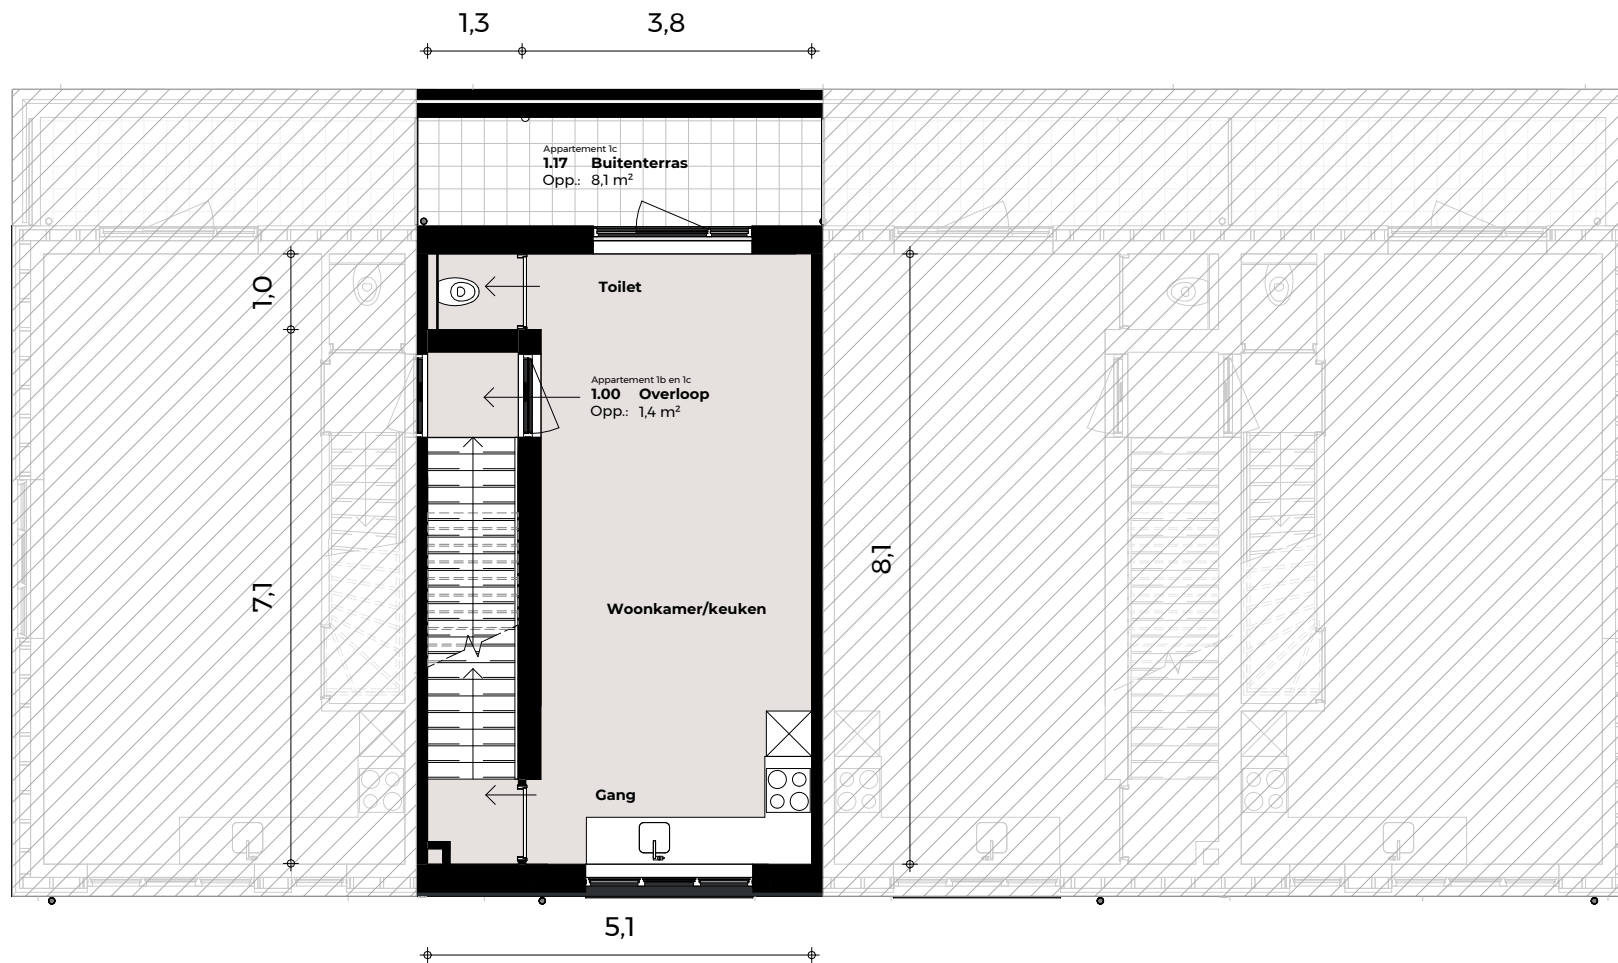 1,3
3,8
Appartement 1c
1.17 Buitenterras
Opp.: 8,1 m²
1,0
Toilet
Appartement 1b en 1c
1.00 Overloop
Opp.: 1,4 m²
8,1
7,1
Woonkamer/keuken
Gang
5,1